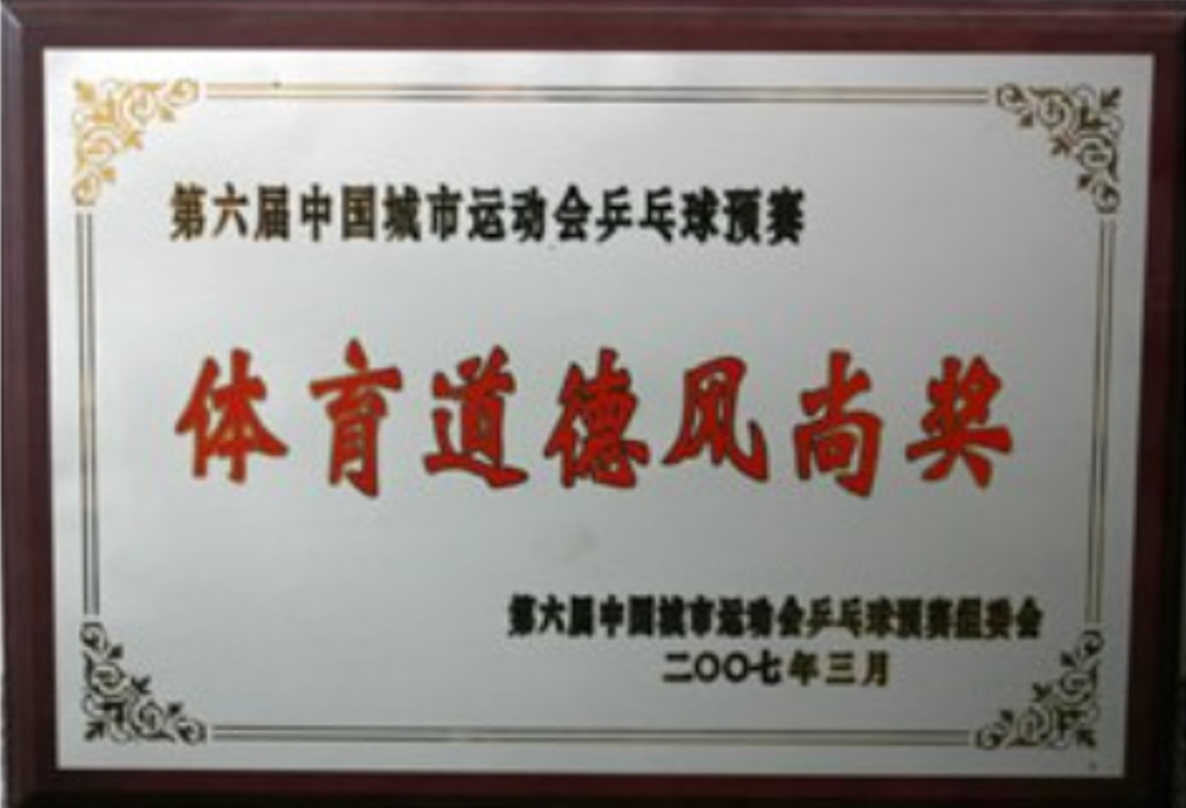 第六届中国城市运动会乒乓球预赛
体育道德风尚奖
第六届中国城市运动会乒乓球预赛组委会
二〇〇七年三月